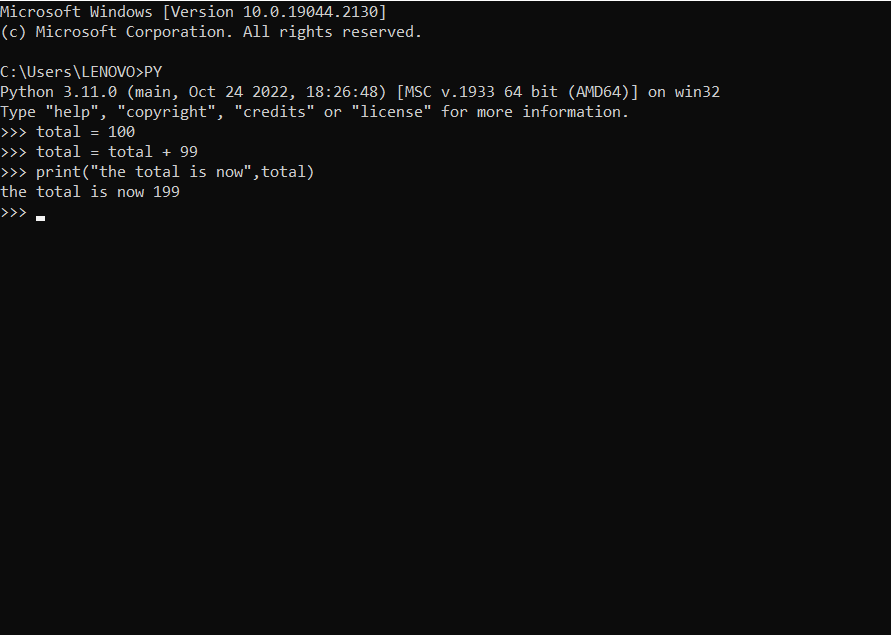 Microsoft Windows [Version 10.0.19044.2130]
(c) Microsoft Corporation. All rights reserved.
C:\Users\LENOVO>PY
Python 3.11.0 (main, Oct 24 2022, 18:26:48) [MSC v.1933 64 bit (AMD64)] on win32
Type "help", "copyright", "credits" or "license" for more information.
>>> total = 100
>>> total = total + 99
>>> print("the total is now",total)
the total is now 199
>>>